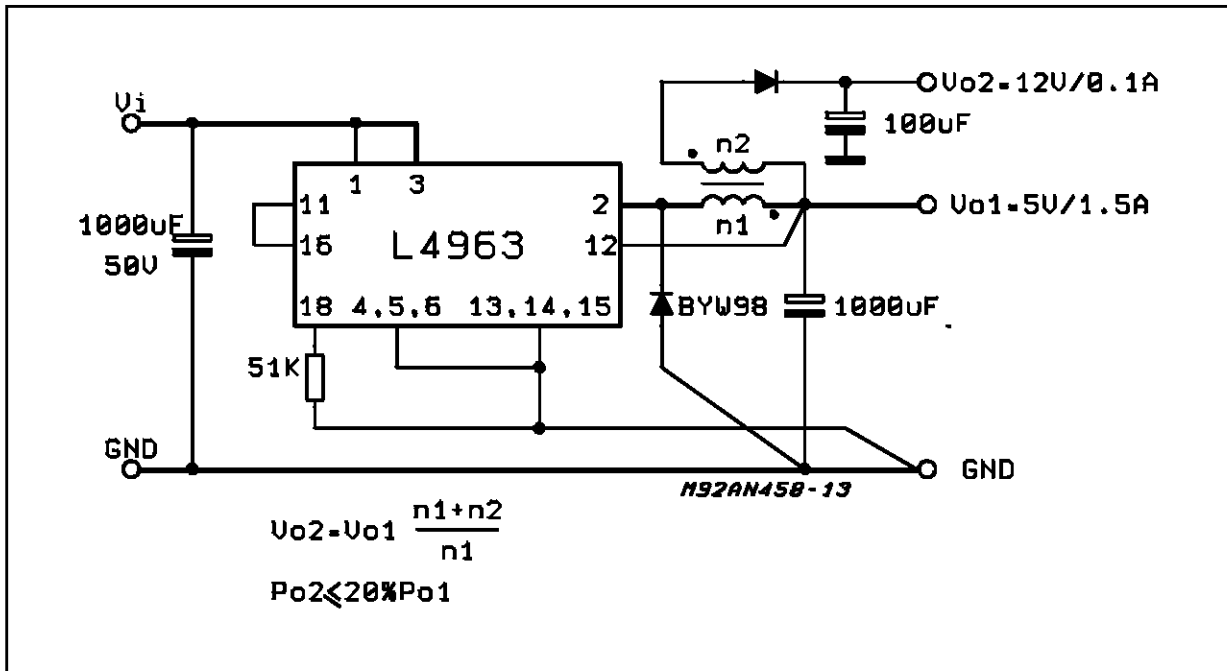 Vi
Vo2=12V/0.1A
100uF
n2
1 3
11
2
n1
Vo1=5V/1.5A
1000uF
50V
16
L4963
12
18 4,5,6 13,14,15
BYW98
1000uF
51K
GND
GND
M92AN450-13
Vo2=Vo1 n1+n2
n1
Po2≤20%Po1